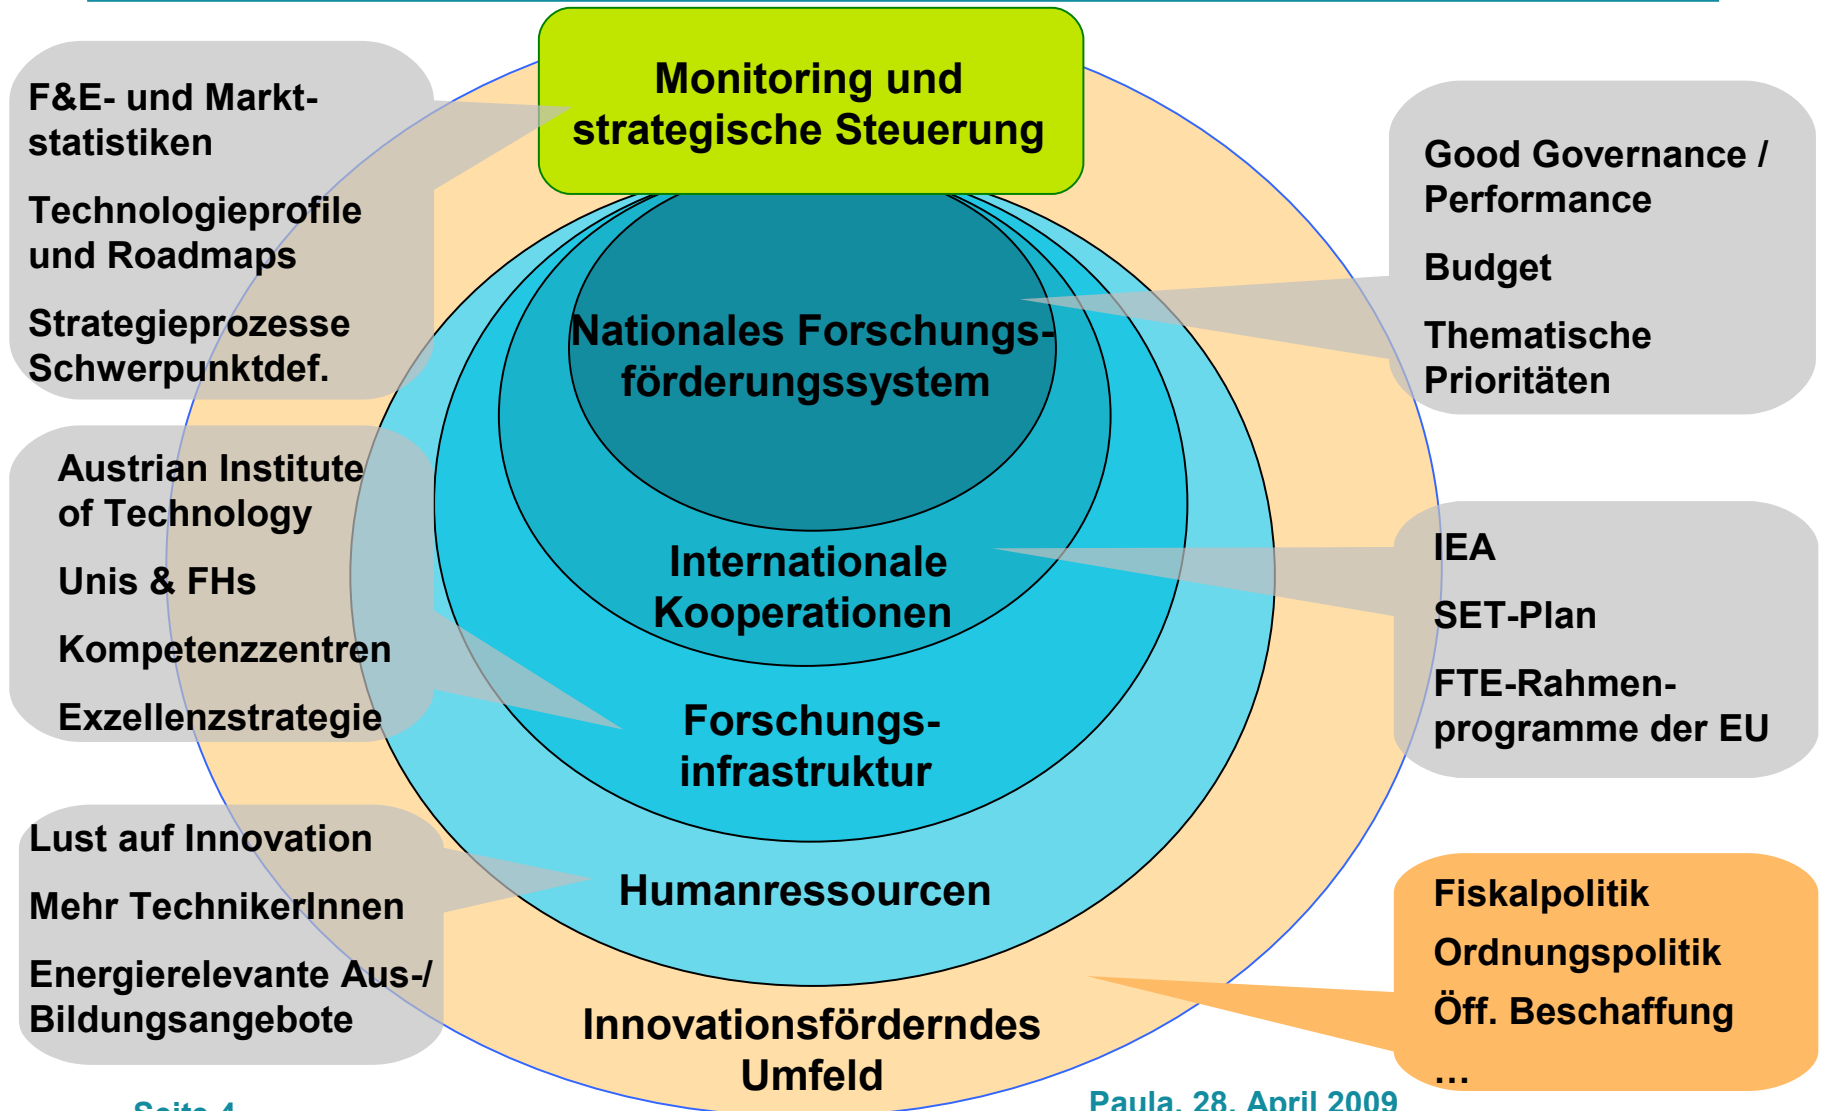 Monitoring und
strategische Steuerung
F&E- und Markt-
statistiken
Technologieprofile
und Roadmaps
Strategieprozesse
Schwerpunktdef.
Good Governance /
Performance
Budget
Thematische
Prioritäten
Nationales Forschungs-
förderungssystem
Austrian Institute
of Technology
Unis & FHs
Kompetenzzentren
Exzellenzstrategie
Internationale
Kooperationen
IEA
SET-Plan
FTE-Rahmen-
programme der EU
Forschungs-
infrastruktur
Lust auf Innovation
Mehr TechnikerInnen
Energierelevante Aus-/
Bildungsangebote
Humanressourcen
Fiskalpolitik
Ordnungspolitik
Öff. Beschaffung
…
Innovationsförderndes
Umfeld
Seite 4
Paula, 28. April 2009